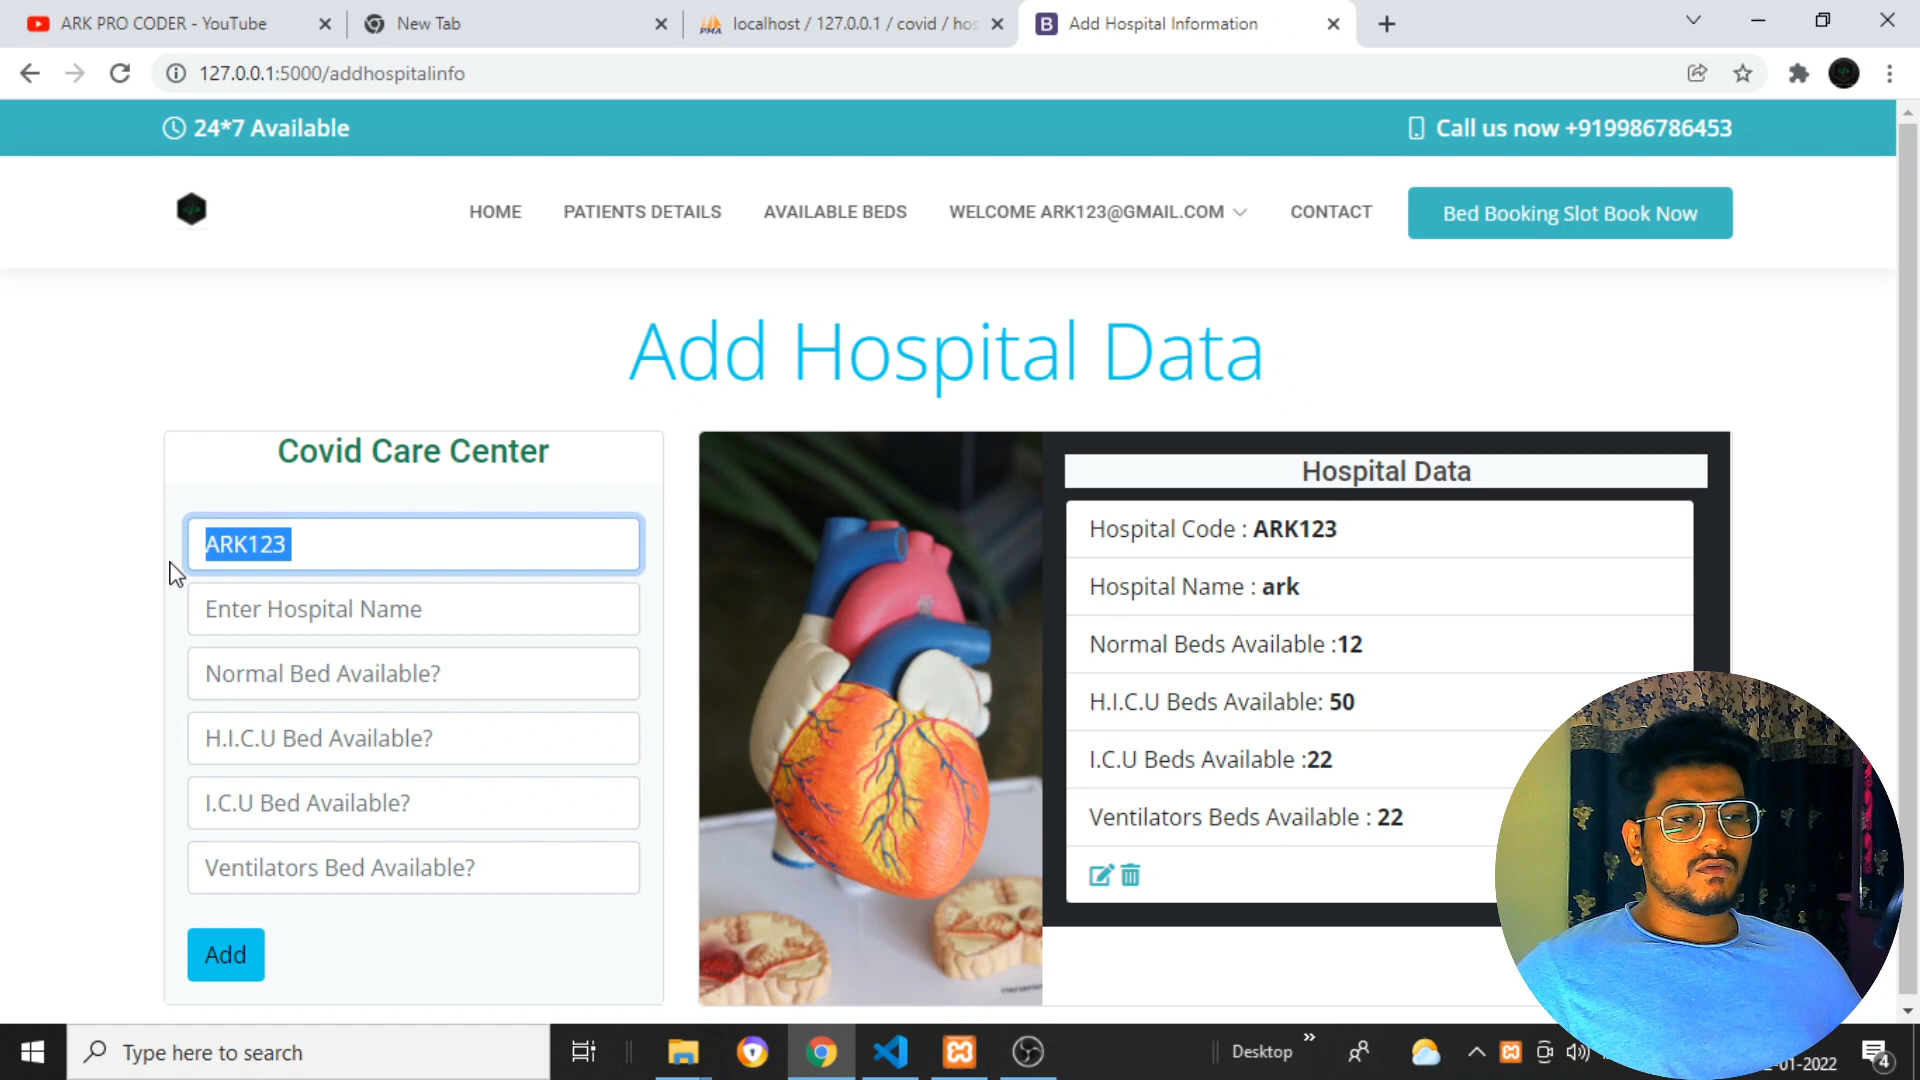 ARK PRO CODER - YouTube
New Tab
PMA
localhost / 127.0.0.1 / covid / hos
B
Add Hospital Information
127.0.0.1:5000/addhospitalinfo
24*7 Available
Call us now +919986786453
HOME
PATIENTS DETAILS
AVAILABLE BEDS
WELCOME ARK123@GMAIL.COM
CONTACT
Bed Booking Slot Book Now
Add Hospital Data
Covid Care Center
ARK123
Enter Hospital Name
Normal Bed Available?
H.I.C.U Bed Available?
I.C.U Bed Available?
Ventilators Bed Available?
Add
Hospital Data
Hospital Code : ARK123
Hospital Name : ark
Normal Beds Available :12
H.I.C.U Beds Available: 50
I.C.U Beds Available :22
Ventilators Beds Available : 22
Type here to search
Desktop
-01-2022
4